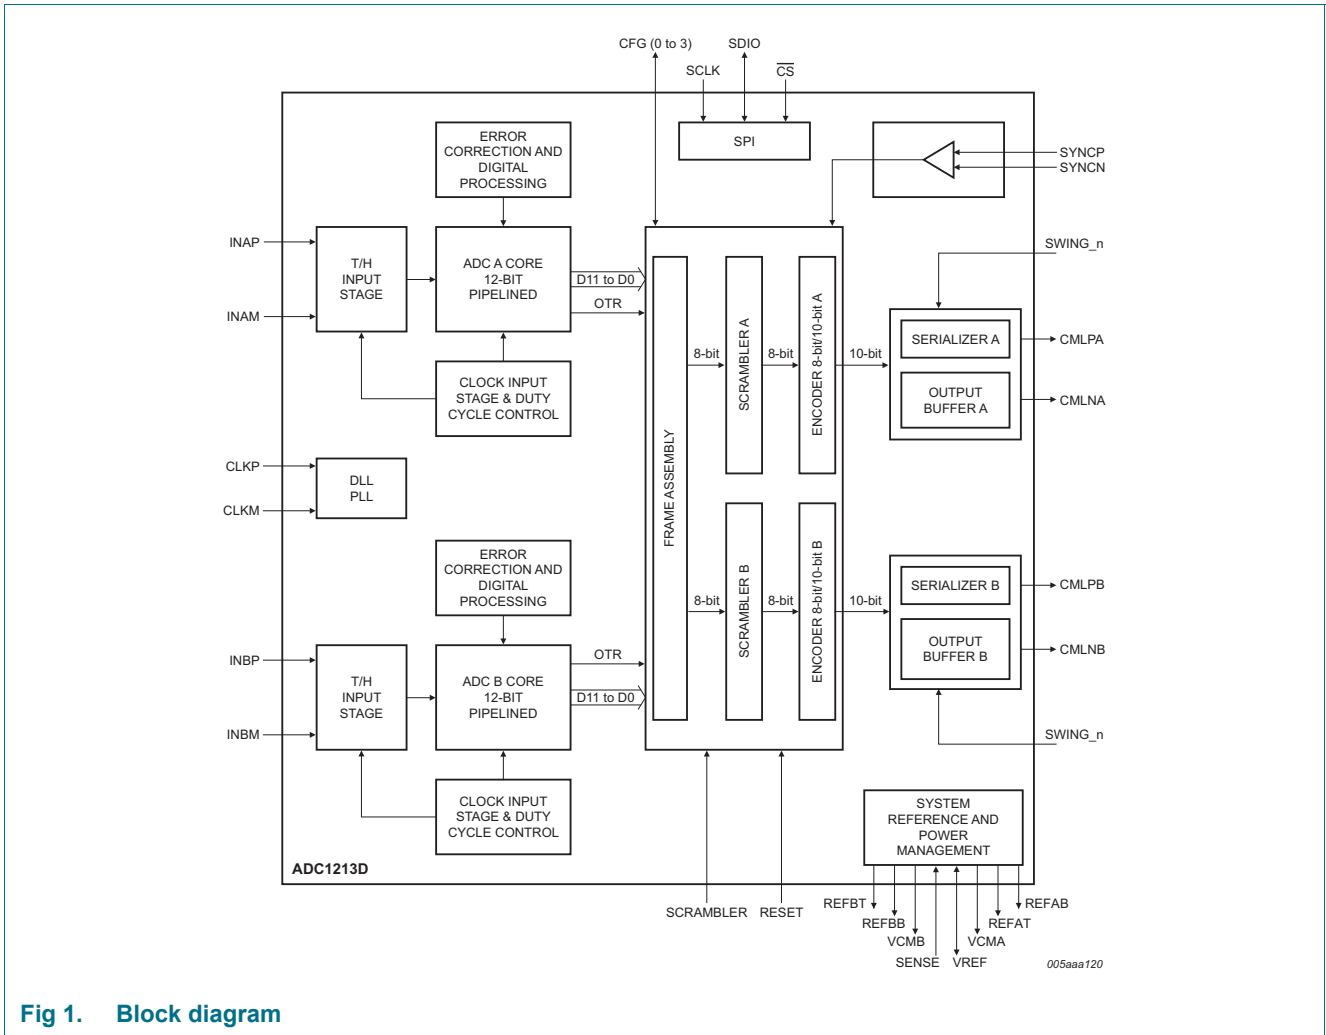 CFG (0 to 3)
SDIO
SCLK
CS
ERROR
CORRECTION AND
DIGITAL
PROCESSING
SPI
SYNCP
SYNCN
INAP
INAM
T/H
INPUT
STAGE
ADC A CORE
12-BIT
PIPELINED
D11 to D0
OTR
CLOCK INPUT
STAGE & DUTY
CYCLE CONTROL
FRAME ASSEMBLY
8-bit
SCRAMBLER A
8-bit
ENCODER 8-bit/10-bit A
10-bit
SWING_n
SERIALIZER A
OUTPUT
BUFFER A
CMLPA
CMLNA
CLKP
CLKM
DLL
PLL
ERROR
CORRECTION AND
DIGITAL
PROCESSING
INBP
INBM
T/H
INPUT
STAGE
ADC B CORE
12-BIT
PIPELINED
OTR
D11 to D0
CLOCK INPUT
STAGE & DUTY
CYCLE CONTROL
8-bit
SCRAMBLER B
8-bit
ENCODER 8-bit/10-bit B
10-bit
SERIALIZER B
OUTPUT
BUFFER B
CMLPB
CMLNB
SWING_n
SYSTEM
REFERENCE AND
POWER
MANAGEMENT
ADC1213D
SCRAMBLER
RESET
REFBT
REFBB
VCMB
SENSE
VREF
VCMA
REFAT
REFAB
005aaa120
Fig 1. Block diagram